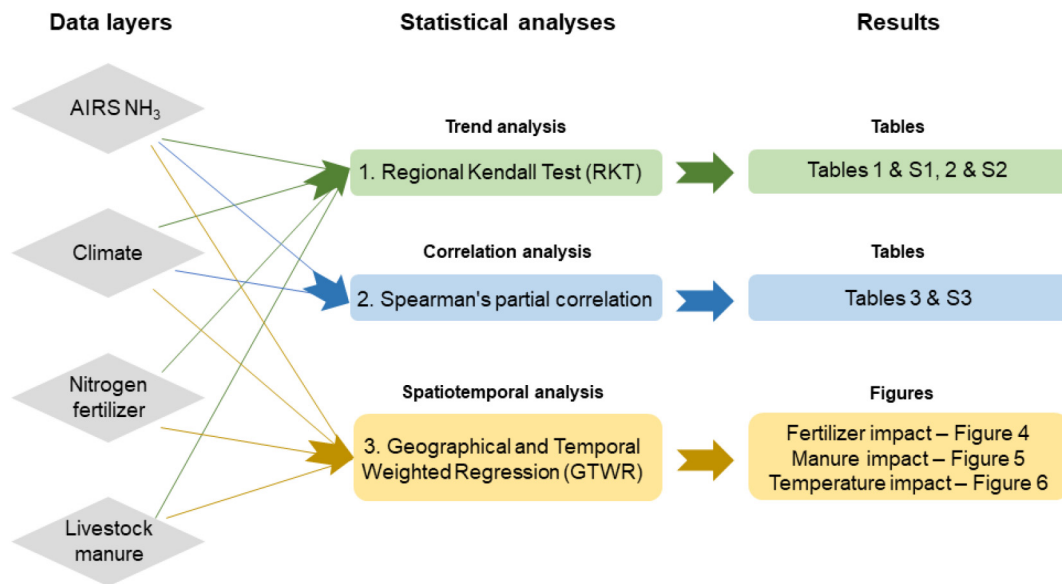 Data layers
Statistical analyses
Results
AIRS NH₃
Climate
Nitrogen
fertilizer
Livestock
manure
Trend analysis
1. Regional Kendall Test (RKT)
Correlation analysis
2. Spearman's partial correlation
Spatiotemporal analysis
3. Geographical and Temporal
Weighted Regression (GTWR)
Tables
Tables 1 & S1, 2 & S2
Tables
Tables 3 & S3
Figures
Fertilizer impact – Figure 4
Manure impact – Figure 5
Temperature impact – Figure 6